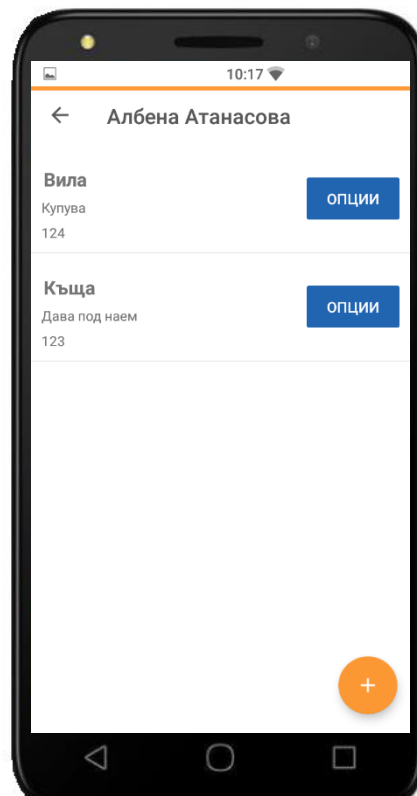 10:17
Албена Атанасова
Вила
Купува
124
ОПЦИИ
Къща
Дава под наем
123
ОПЦИИ
+